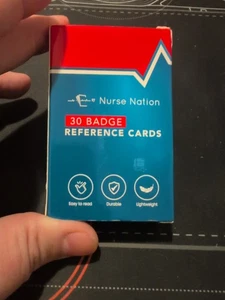 Nurse Nation
30 BADGE
REFERENCE CARDS
Easy to read
Durable
Lightweight